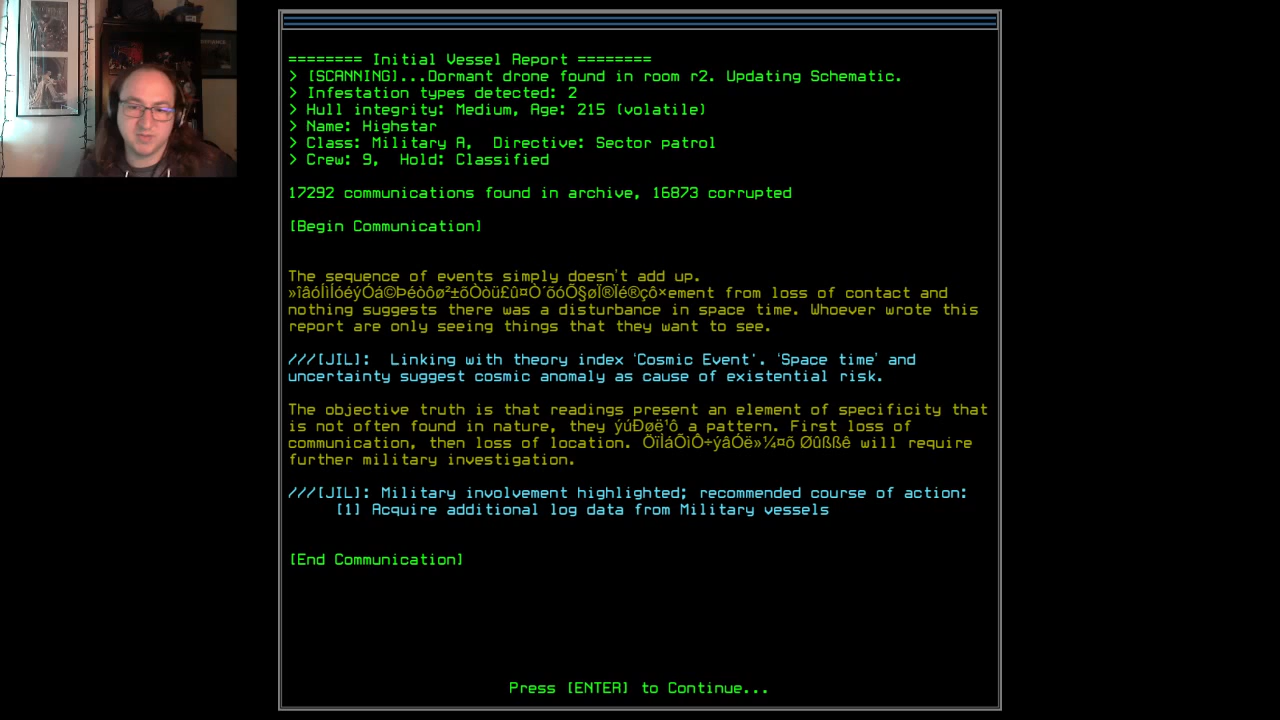 ======== Initial Vessel Report ========
> [SCANNING]...Dormant drone found in room r2. Updating Schematic.
> Infestation types detected: 2
> Hull integrity: Medium, Age: 215 (volatile)
> Name: Highstar
> Class: Military A,  Directive: Sector patrol
> Crew: 9,  Hold: Classified
17292 communications found in archive, 16873 corrupted
[Begin Communication]
The sequence of events simply doesn't add up.
ement from loss of contact and
nothing suggests there was a disturbance in space time. Whoever wrote this
report are only seeing things that they want to see.
///[JIL]:  Linking with theory index 'Cosmic Event'. 'Space time' and
uncertainty suggest cosmic anomaly as cause of existential risk.
The objective truth is that readings present an element of specificity that
is not often found in nature, they ýúÐøë¹ô a pattern. First loss of
communication, then loss of location. will require
further military investigation.
///[JIL]: Military involvement highlighted; recommended course of action:
[1] Acquire additional log data from Military vessels
[End Communication]
Press [ENTER] to Continue...